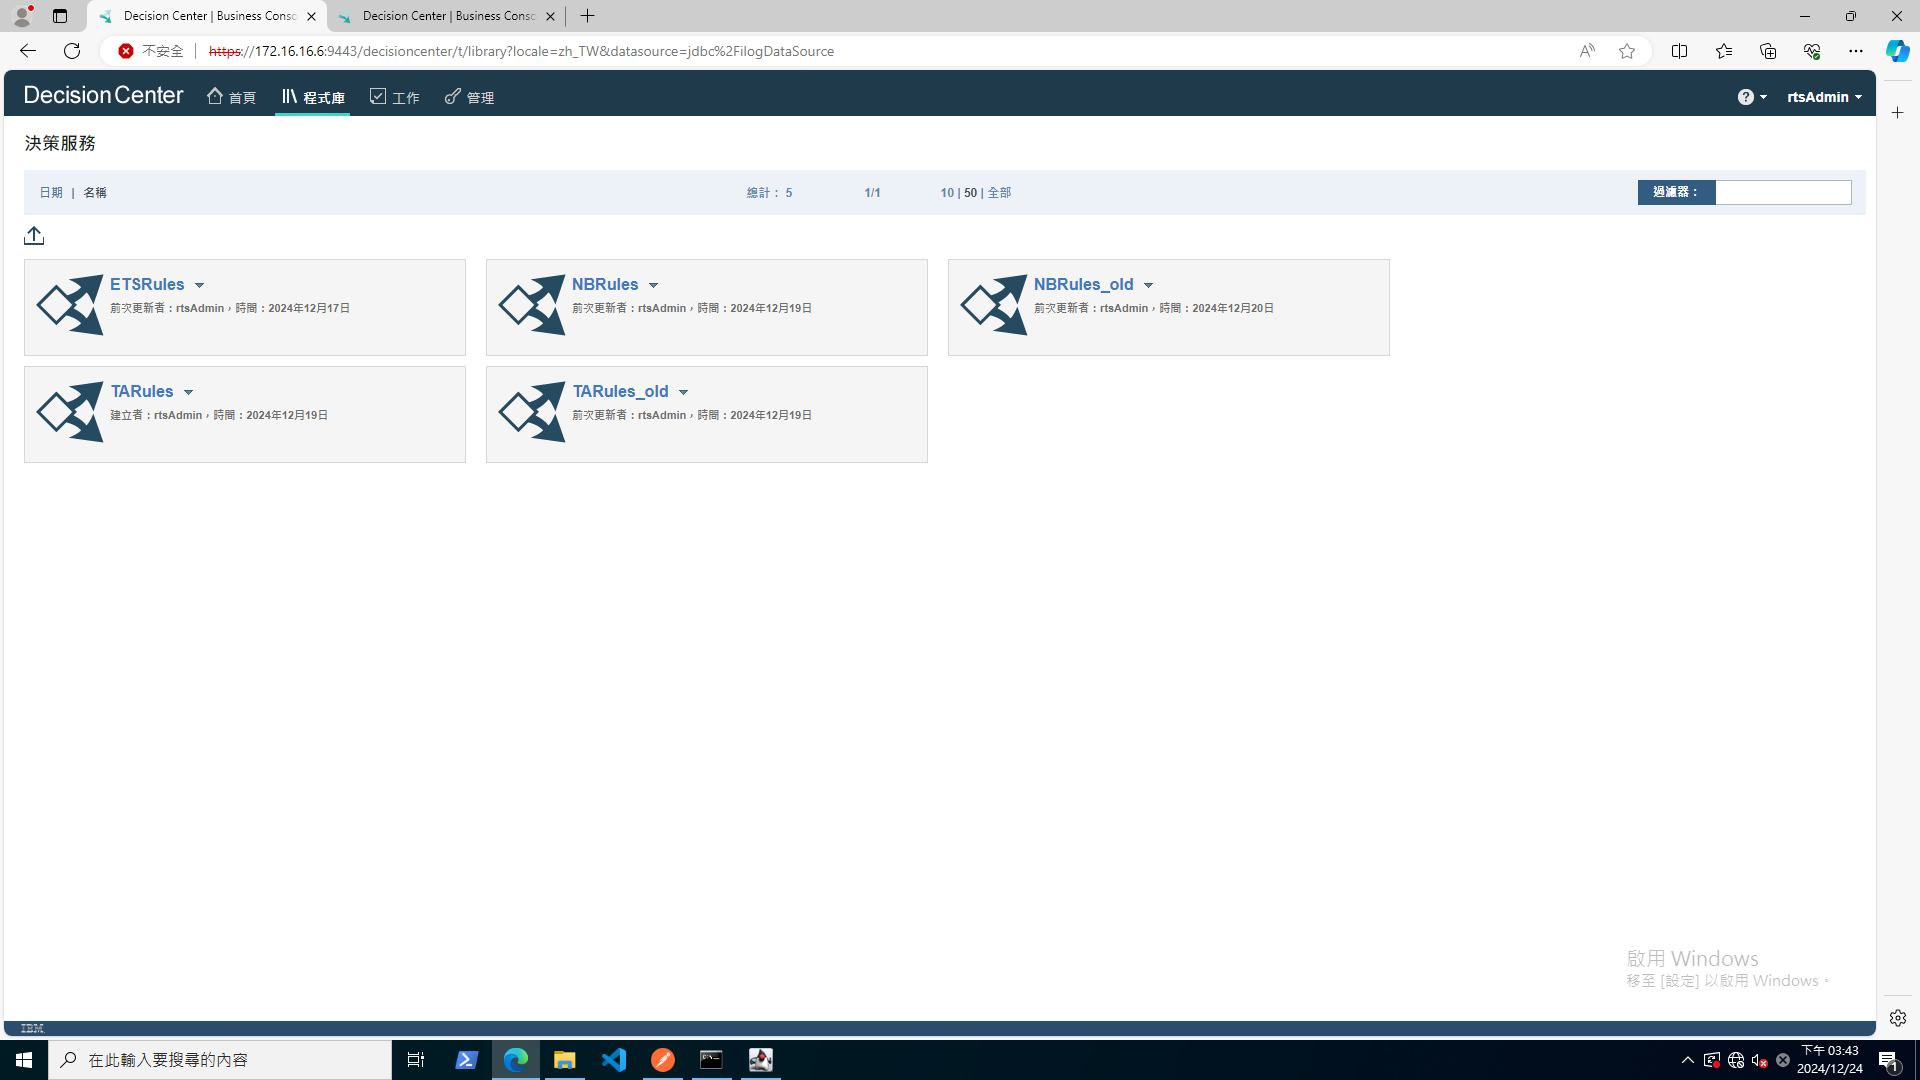 Decision Center | Business Conso
Decision Center | Business Conso
不安全
https://172.16.16.6:9443/decisioncenter/t/library?locale=zh_TW&datasource=jdbc%2FilogDataSource
Decision Center
首頁
程式庫
工作
管理
?
rtsAdmin
決策服務
日期 | 名稱
總計： 5
1/1
10 | 50 | 全部
過濾器：
ETSRules
前次更新者：rtsAdmin，時間：2024年12月17日
NBRules
前次更新者：rtsAdmin，時間：2024年12月19日
NBRules_old
前次更新者：rtsAdmin，時間：2024年12月20日
TARules
建立者：rtsAdmin，時間：2024年12月19日
TARules_old
前次更新者：rtsAdmin，時間：2024年12月19日
啟用 Windows
移至 [設定] 以啟用 Windows。
IBM
在此輸入要搜尋的內容
下午 03:43
2024/12/24
1